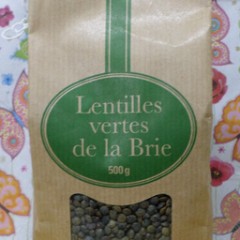 Lentilles
vertes
de la Brie
500g